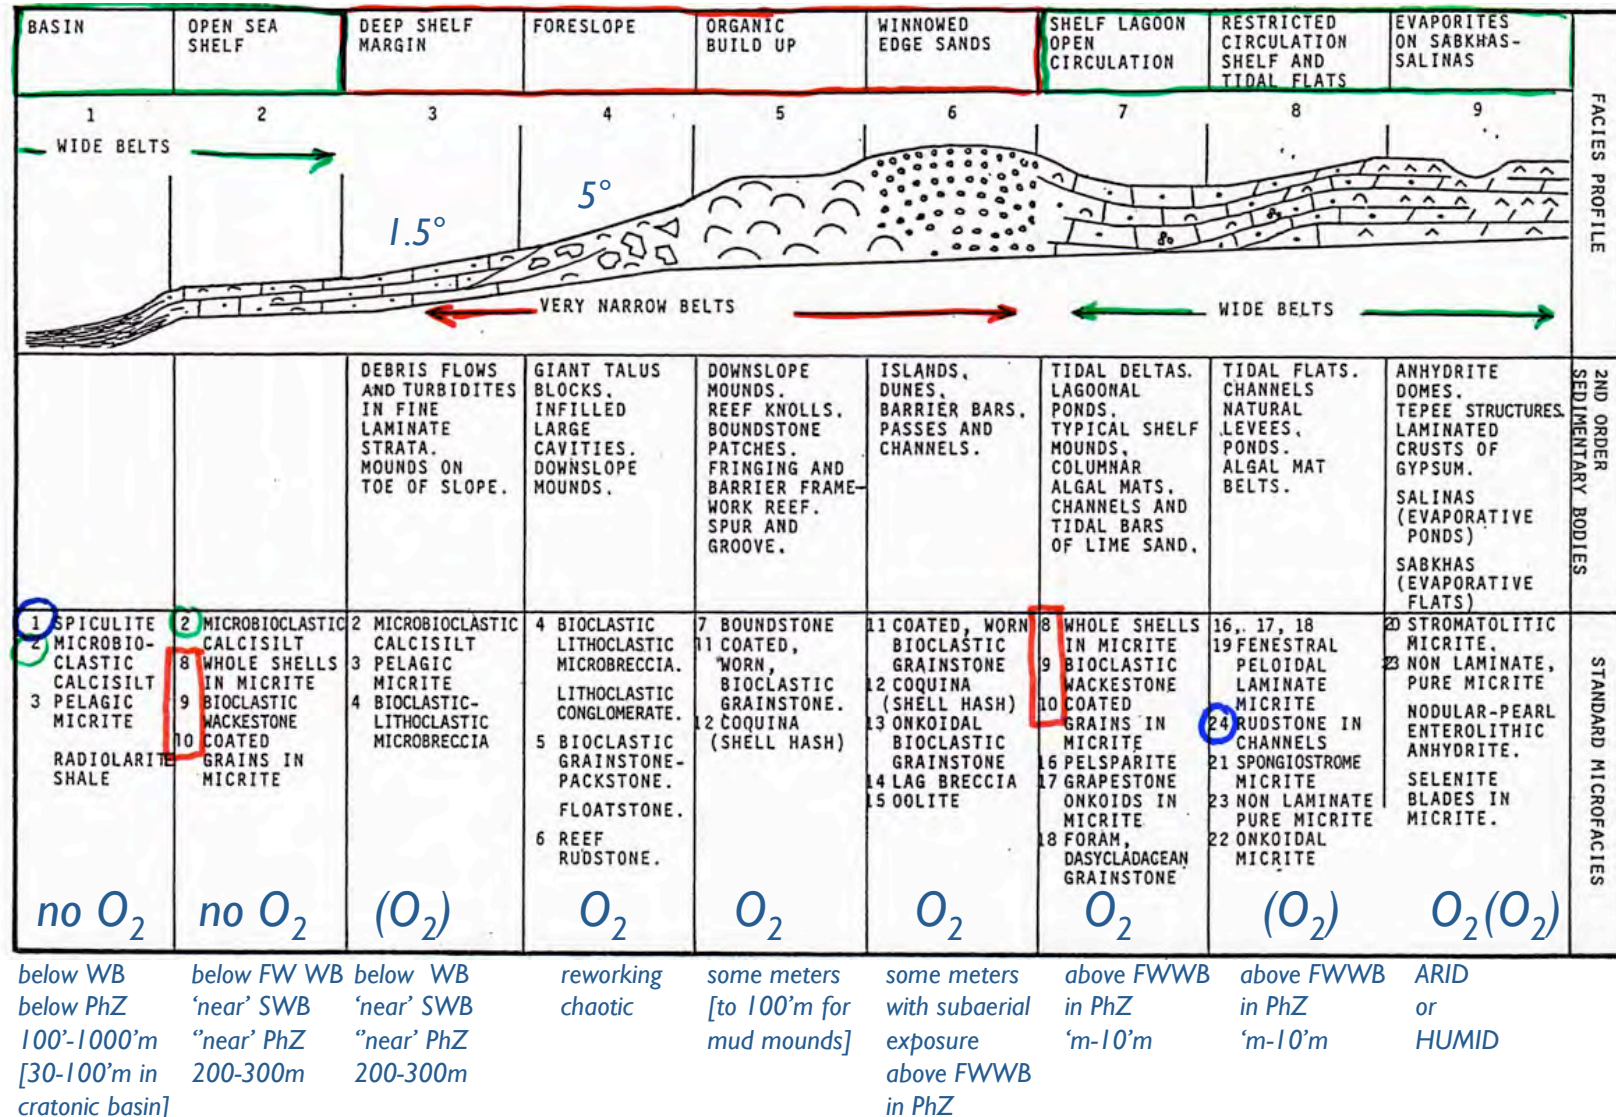 BASIN
OPEN SEA
SHELF
DEEP SHELF
MARGIN
FORESLOPE
ORGANIC
BUILD UP
WINNOWED
EDGE SANDS
SHELF LAGOON
OPEN
CIRCULATION
RESTRICTED
CIRCULATION
SHELF AND
TIDAL FLATS
EVAPORITES
ON SABKHAS-
SALINAS
1
2
3
4
5
6
7
8
9
FACIES PROFILE
WIDE BELTS
1.5°
5°
VERY NARROW BELTS
WIDE BELTS
DEBRIS FLOWS
AND TURBIDITES
IN FINE
LAMINATE
STRATA.
MOUNDS ON
TOE OF SLOPE.
GIANT TALUS
BLOCKS.
INFILLED
LARGE
CAVITIES.
DOWNSLOPE
MOUNDS.
DOWNSLOPE
MOUNDS.
REEF KNOLLS.
BOUNDSTONE
PATCHES.
FRINGING AND
BARRIER FRAME-
WORK REEF.
SPUR AND
GROOVE.
ISLANDS,
DUNES,
BARRIER BARS,
PASSES AND
CHANNELS.
TIDAL DELTAS.
LAGOONAL
PONDS.
TYPICAL SHELF
MOUNDS,
COLUMNAR
ALGAL MATS,
CHANNELS AND
TIDAL BARS
OF LIME SAND.
TIDAL FLATS.
CHANNELS
NATURAL
LEVEES,
PONDS.
ALGAL MAT
BELTS.
ANHYDRITE
DOMES.
TEPEE STRUCTURES.
LAMINATED
CRUSTS OF
GYPSUM.
SALINAS
(EVAPORATIVE
PONDS)
SABKHAS
(EVAPORATIVE
FLATS)
2ND ORDER
SEDIMENTARY BODIES
1 SPICULITE
2 MICROBIO-
CLASTIC
CALCISILT
3 PELAGIC
MICRITE
RADIOLARITE
SHALE
2 MICROBIOCLASTIC
CALCISILT
8 WHOLE SHELLS
IN MICRITE
9 BIOCLASTIC
WACKESTONE
10 COATED
GRAINS IN
MICRITE
2 MICROBIOCLASTIC
CALCISILT
3 PELAGIC
MICRITE
4 BIOCLASTIC-
LITHOCLASTIC
MICROBRECCIA
4 BIOCLASTIC
LITHOCLASTIC
MICROBRECCIA.
LITHOCLASTIC
CONGLOMERATE.
5 BIOCLASTIC
GRAINSTONE-
PACKSTONE.
FLOATSTONE.
6 REEF
RUDSTONE.
7 BOUNDSTONE
11 COATED,
WORN,
BIOCLASTIC
GRAINSTONE.
12 COQUINA
(SHELL HASH)
11 COATED, WORN
BIOCLASTIC
GRAINSTONE
12 COQUINA
(SHELL HASH)
13 ONKOIDAL
BIOCLASTIC
GRAINSTONE
14 LAG BRECCIA
15 OOLITE
8 WHOLE SHELLS
IN MICRITE
9 BIOCLASTIC
WACKESTONE
10 COATED
GRAINS IN
MICRITE
16 PELSPARITE
17 GRAPESTONE
ONKOIDS IN
MICRITE
18 FORAM,
DASYCLADACEAN
GRAINSTONE
16, 17, 18
19 FENESTRAL
PELOIDAL
LAMINATE
MICRITE
24 RUDSTONE IN
CHANNELS
21 SPONGIOSTROME
MICRITE
23 NON LAMINATE
PURE MICRITE
22 ONKOIDAL
MICRITE
20 STROMATOLITIC
MICRITE.
23 NON LAMINATE,
PURE MICRITE
NODULAR-PEARL
ENTEROLITHIC
ANHYDRITE.
SELENITE
BLADES IN
MICRITE.
STANDARD MICROFACIES
no O₂
no O₂
(O₂)
O₂
O₂
O₂
O₂
(O₂)
O₂(O₂)
below WB
below PhZ
100'-1000'm
[30-100'm in
cratonic basin]
below FW WB
'near' SWB
"near' PhZ
200-300m
below WB
'near' SWB
"near' PhZ
200-300m
reworking
chaotic
some meters
[to 100'm for
mud mounds]
some meters
with subaerial
exposure
above FWWB
in PhZ
above FWWB
in PhZ
'm-10'm
above FWWB
in PhZ
'm-10'm
ARID
or
HUMID